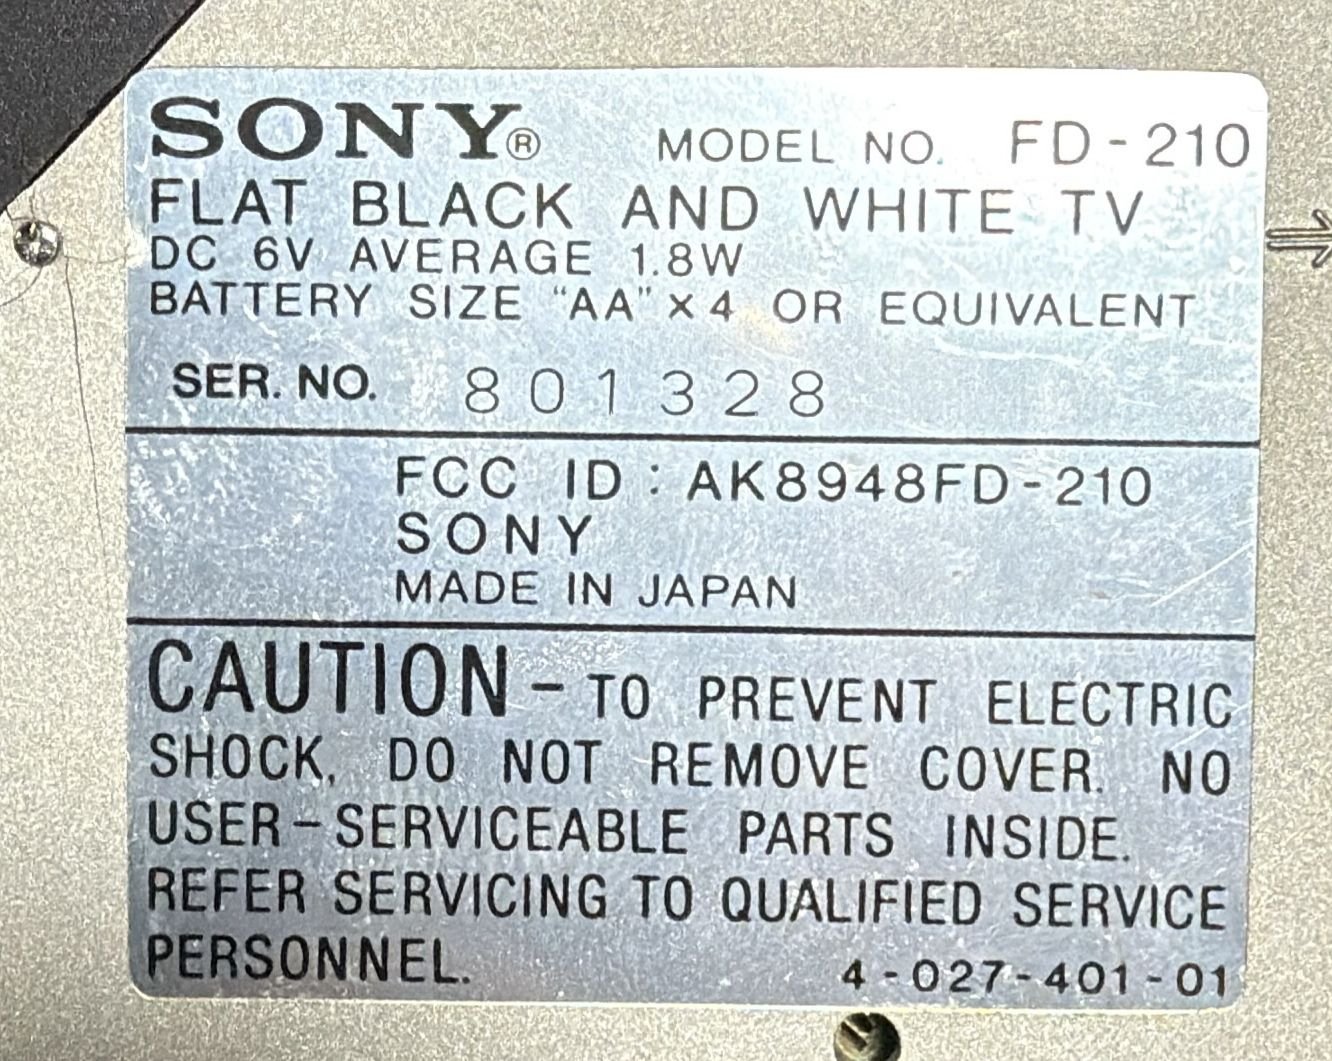 SONY® MODEL NO. FD-210
FLAT BLACK AND WHITE TV
DC 6V AVERAGE 1.8W
BATTERY SIZE "AA"×4 OR EQUIVALENT
SER. NO. 801328
FCC ID : AK8948FD-210
SONY
MADE IN JAPAN
CAUTION – TO PREVENT ELECTRIC
SHOCK, DO NOT REMOVE COVER. NO
USER–SERVICEABLE PARTS INSIDE.
REFER SERVICING TO QUALIFIED SERVICE
PERSONNEL.
4-027-401-01